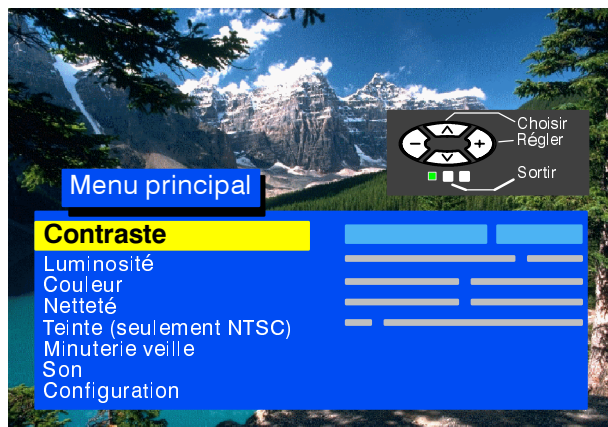 Choisir
Régler
Sortir
Menu principal
Contraste
Luminosité
Couleur
Netteté
Teinte (seulement NTSC)
Minuterie veille
Son
Configuration